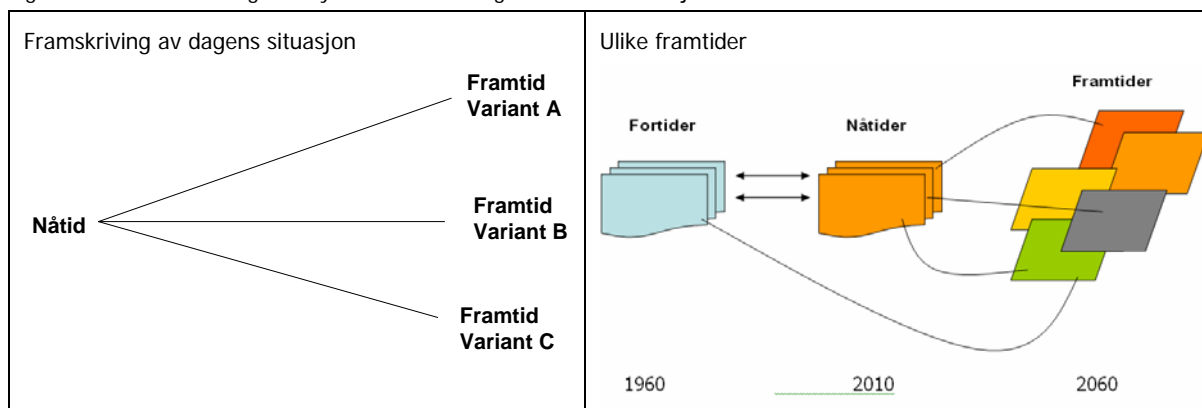 Framskriving av dagens situasjon
Framtid
Variant A
Nåtid
Framtid
Variant B
Framtid
Variant C
Ulike framtider
Framtider
Fortider
Nåtider
1960
2010
2060